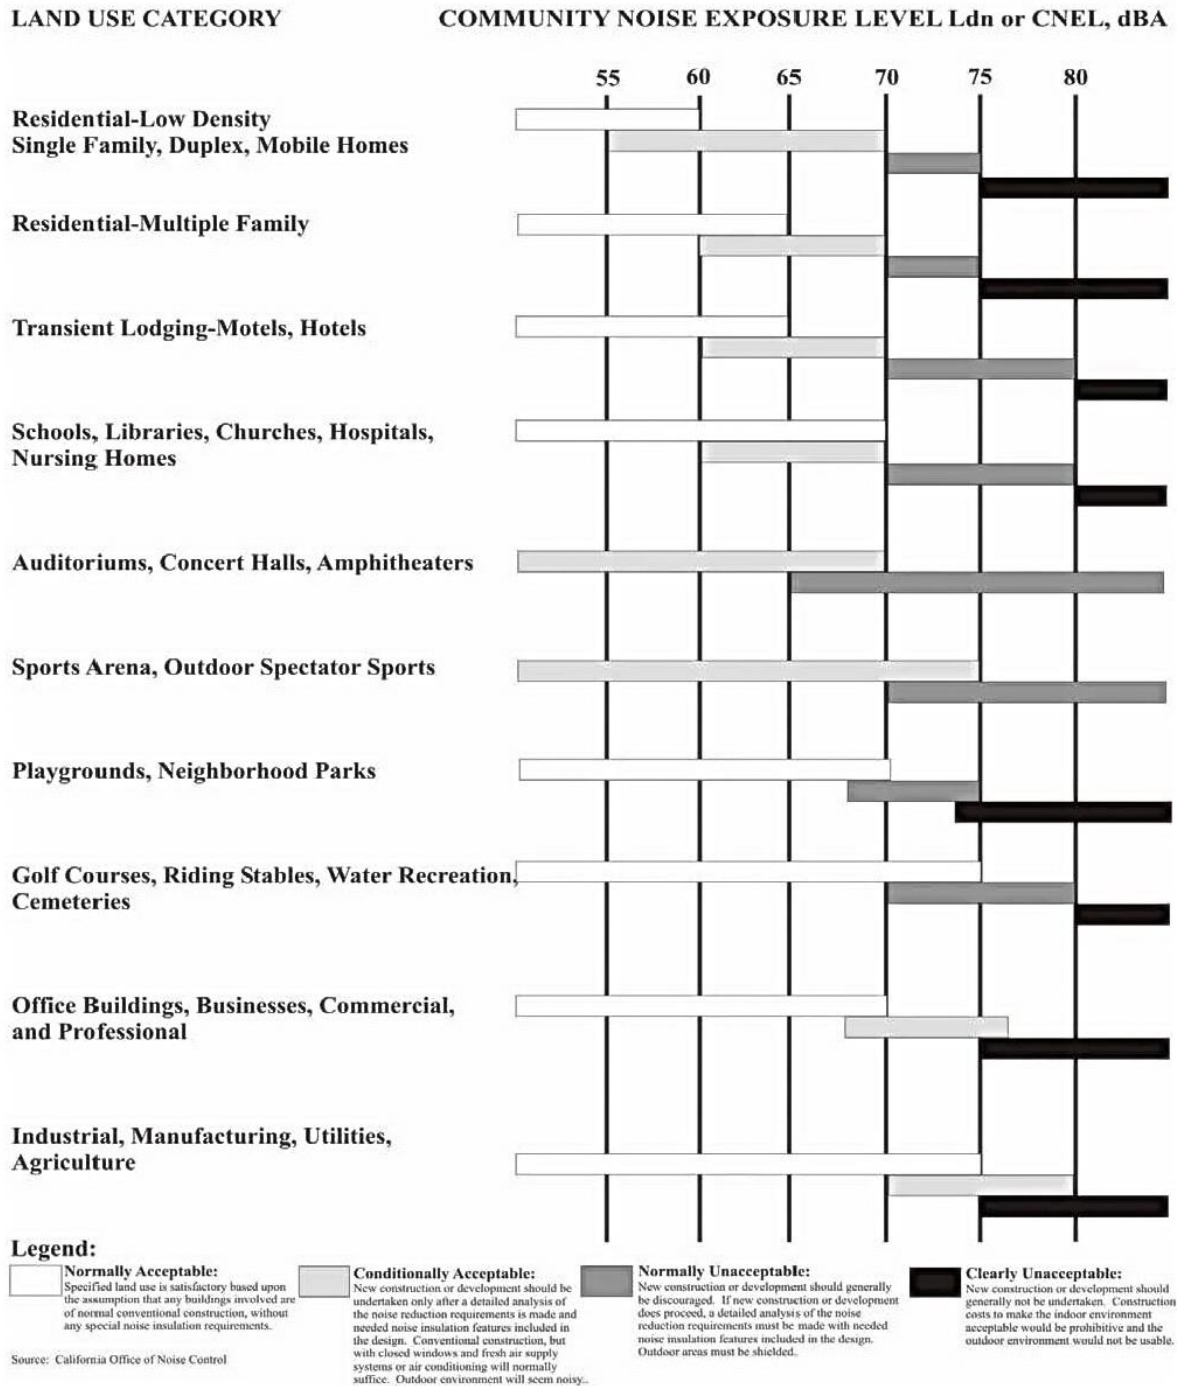 LAND USE CATEGORY
COMMUNITY NOISE EXPOSURE LEVEL Ldn or CNEL, dBA
55 60 65 70 75 80
Residential-Low Density
Single Family, Duplex, Mobile Homes
Residential-Multiple Family
Transient Lodging-Motels, Hotels
Schools, Libraries, Churches, Hospitals,
Nursing Homes
Auditoriums, Concert Halls, Amphitheaters
Sports Arena, Outdoor Spectator Sports
Playgrounds, Neighborhood Parks
Golf Courses, Riding Stables, Water Recreation,
Cemeteries
Office Buildings, Businesses, Commercial,
and Professional
Industrial, Manufacturing, Utilities,
Agriculture
Legend:
Normally Acceptable:
Specified land use is satisfactory based upon
the assumption that any buildings involved are
of normal conventional construction, without
any special noise insulation requirements.
Conditionally Acceptable:
New construction or development should be
undertaken only after a detailed analysis of
the noise reduction requirements is made and
needed noise insulation features included in
the design. Conventional construction, but
with closed windows and fresh air supply
systems or air conditioning will normally
suffice. Outdoor environment will seem noisy..
Normally Unacceptable:
New construction or development should generally
be discouraged. If new construction or development
does proceed, a detailed analysis of the noise
reduction requirements must be made with needed
noise insulation features included in the design.
Outdoor areas must be shielded.
Clearly Unacceptable:
New construction or development should
generally not be undertaken. Construction
costs to make the indoor environment
acceptable would be prohibitive and the
outdoor environment would not be usable.
Source: California Office of Noise Control